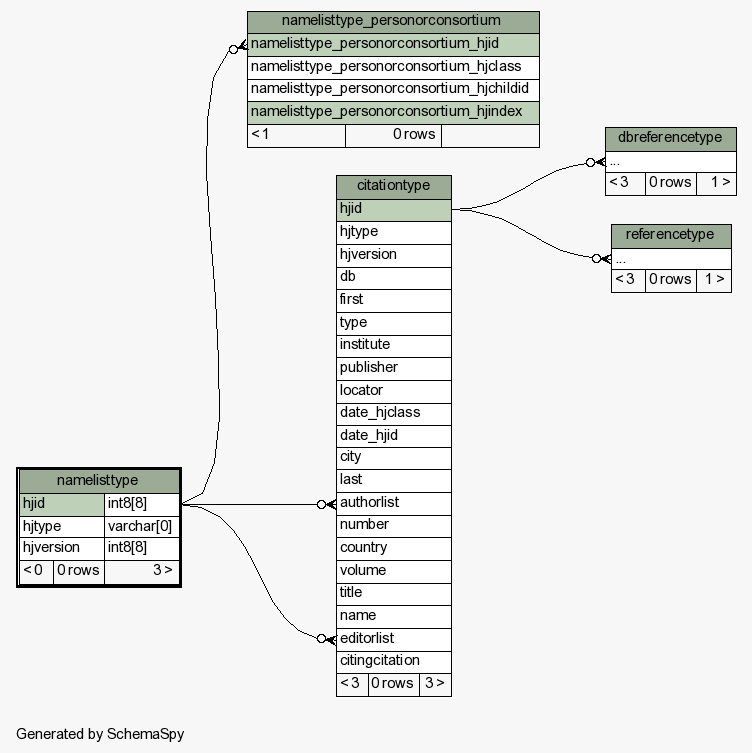 namelisttype_personorconsortium
namelisttype_personorconsortium_hjid
namelisttype_personorconsortium_hjclass
namelisttype_personorconsortium_hjchildid
namelisttype_personorconsortium_hjindex
< 1 0 rows
dbreferencetype
...
< 3 0 rows 1 >
referencetype
...
< 3 0 rows 1 >
citationtype
hjid
hjtype
hjversion
db
first
type
institute
publisher
locator
date_hjclass
date_hjid
city
last
authorlist
number
country
volume
title
name
editorlist
citingcitation
< 3 0 rows 3 >
namelisttype
hjid int8[8]
hjtype varchar[0]
hjversion int8[8]
< 0 0 rows 3 >
Generated by SchemaSpy